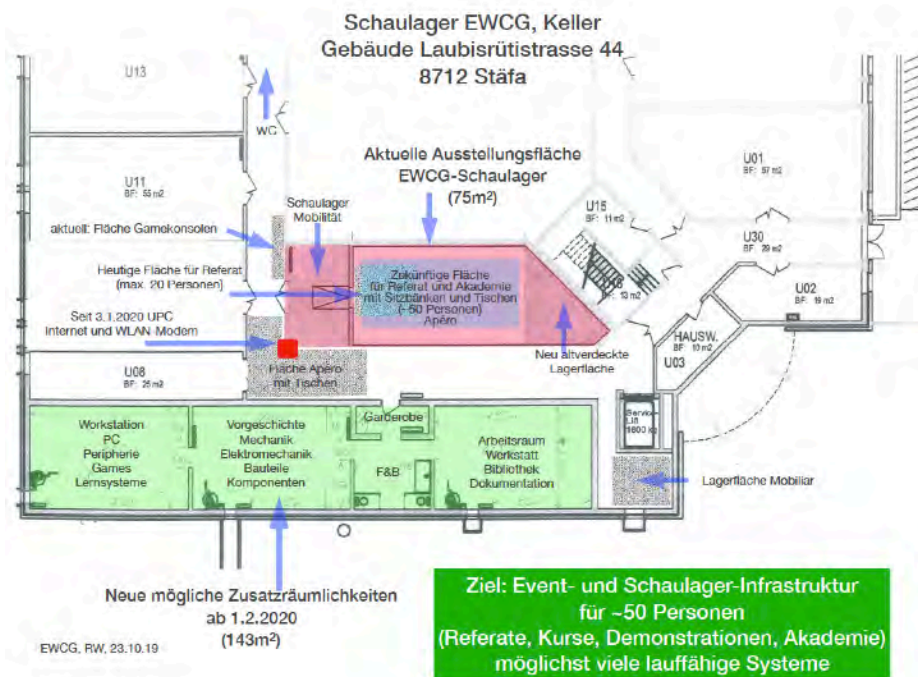 Schaulager EWCG, Keller
Gebäude Laubisrütistrasse 44
8712 Stäfa
U13
WC
Aktuelle Ausstellungsfläche
EWCG-Schaulager
(75m²)
U01
BF: 57 m2
U11
BF: 55 m2
Schaulager
Mobilität
U15
BF: 11 m2
aktuell: Fläche Gamekonsolen
U30
BF: 29 m2
Heutige Fläche für Referat
(max. 20 Personen)
Zukünftige Fläche
für Referat und Akademie
mit Sitzbänken und Tischen
(~50 Personen)
Apéro
13 m2
U02
BF: 19 m2
Seit 3.1.2020 UPC
Internet und WLAN-Modem
HAUSW.
BF: 10 m2
U03
Neu altverdeckte
Lagerfläche
U08
BF: 25 m2
Fläche Apéro
mit Tischen
Garderobe
Service-
Lift
1600 kg
Workstation
PC
Peripherie
Games
Lernsysteme
Vorgeschichte
Mechanik
Elektromechanik
Bauteile
Komponenten
F&B
Arbeitsraum
Werkstatt
Bibliothek
Dokumentation
Lagerfläche Mobiliar
Neue mögliche Zusatzräumlichkeiten
ab 1.2.2020
(143m²)
Ziel: Event- und Schaulager-Infrastruktur
für ~50 Personen
(Referate, Kurse, Demonstrationen, Akademie)
möglichst viele lauffähige Systeme
EWCG, RW, 23.10.19